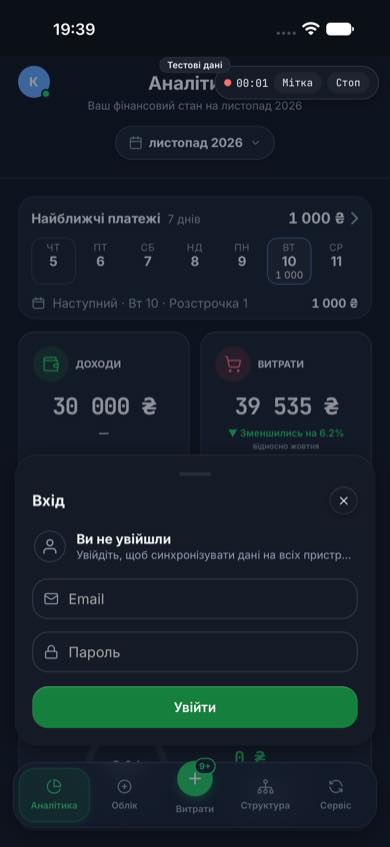 19:39
Тестові дані
К
Аналіти
00:01 Мітка Стоп
Ваш фінансовий стан на листопад 2026
листопад 2026
Найближчі платежі 7 днів 1 000 ₴
ЧТ ПТ СБ НД ПН ВТ СР
5 6 7 8 9 10 11
1 000
Наступний · Вт 10 · Розстрочка 1 1 000 ₴
ДОХОДИ
30 000 ₴
—
ВИТРАТИ
39 535 ₴
▼ Зменшились на 6.2%
відносно жовтня
Вхід
Ви не увійшли
Увійдіть, щоб синхронізувати дані на всіх пристр...
Email
Пароль
Увійти
0 ₴
9+
Аналітика Облік Витрати Структура Сервіс